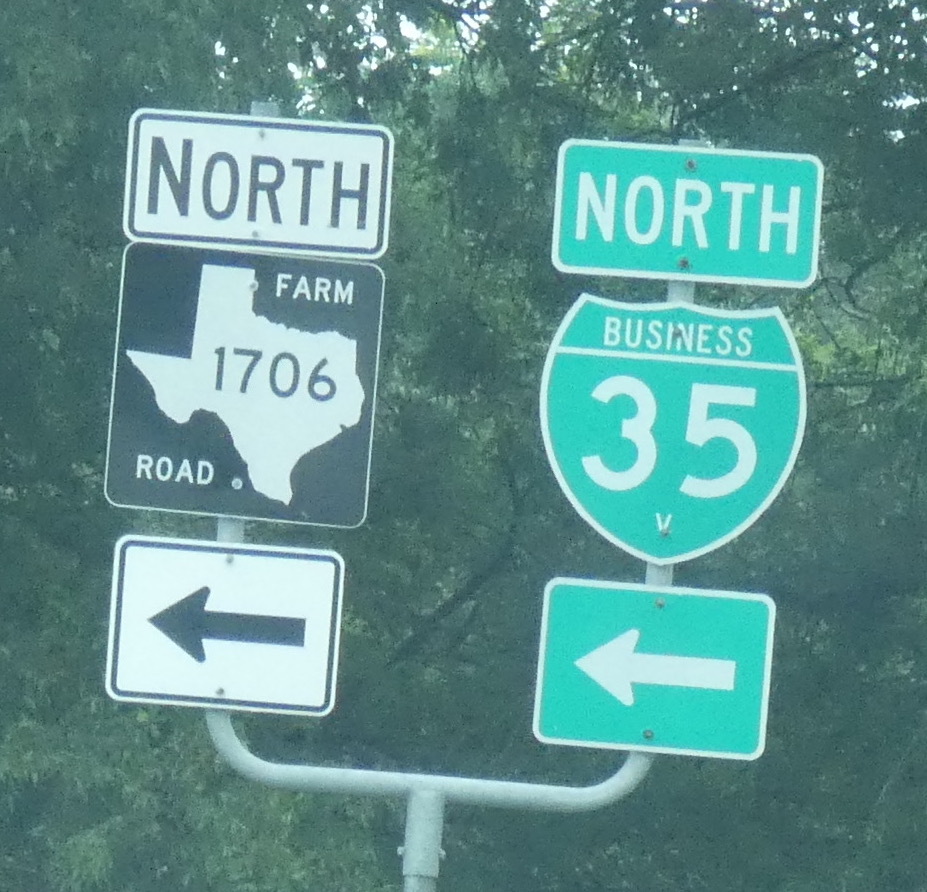 NORTH
FARM
1706
ROAD
NORTH
BUSINESS
35
V